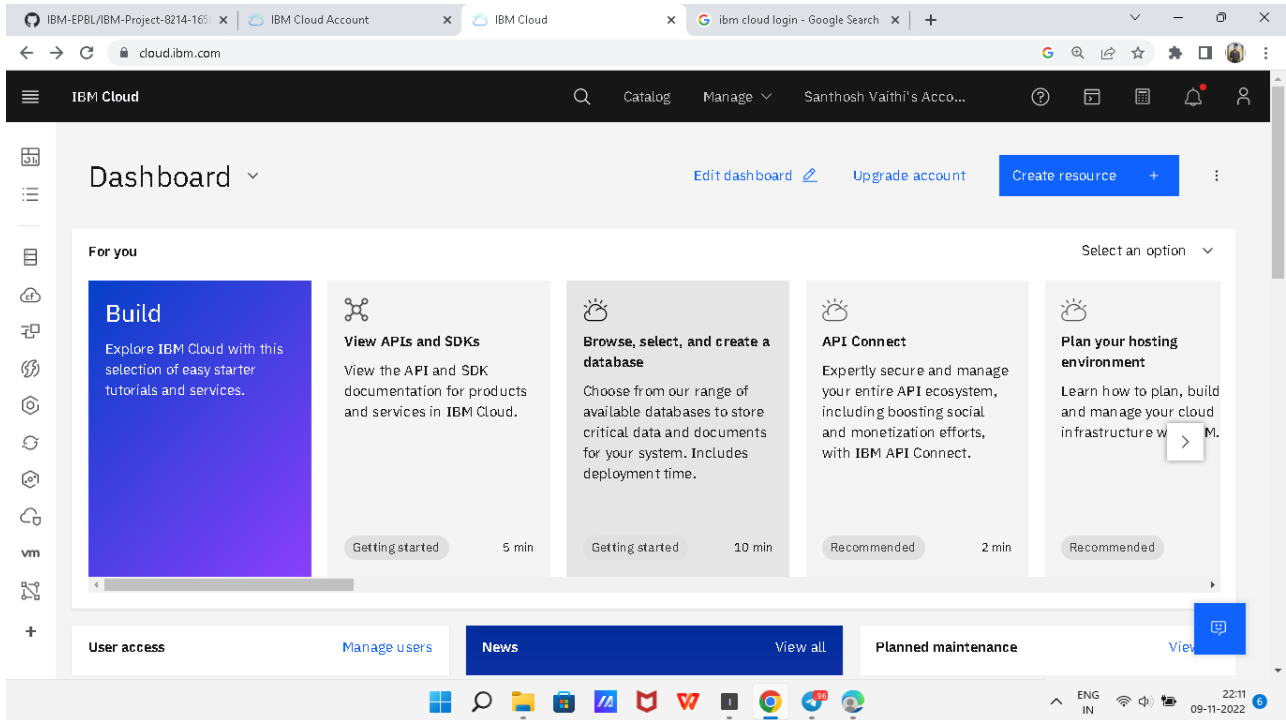 IBM-EPBL/IBM-Project-8214-165
IBM Cloud Account
IBM Cloud
ibm cloud login - Google Search
cloud.ibm.com
IBM Cloud
Catalog
Manage
Santhosh Vaithi's Acco...
Dashboard
Edit dashboard
Upgrade account
Create resource +
For you
Select an option
Build
Explore IBM Cloud with this
selection of easy starter
tutorials and services.
View APIs and SDKs
View the API and SDK
documentation for products
and services in IBM Cloud.
Getting started
5 min
Browse, select, and create a
database
Choose from our range of
available databases to store
critical data and documents
for your system. Includes
deployment time.
Getting started
10 min
API Connect
Expertly secure and manage
your entire API ecosystem,
including boosting social
and monetization efforts,
with IBM API Connect.
Recommended
2 min
Plan your hosting
environment
Learn how to plan, build
and manage your cloud
infrastructure w M.
Recommended
vm
User access
Manage users
News
View all
Planned maintenance
Vie
96
ENG
IN
22:11
09-11-2022
6